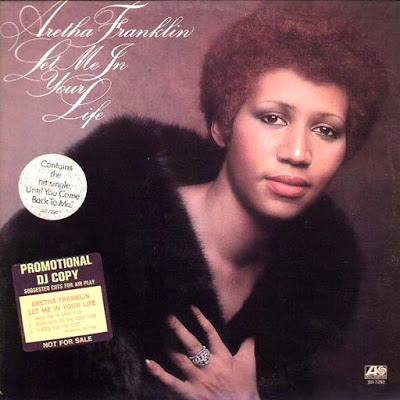 Aretha Franklin
Let Me In
Your
Life
Contains
the
hit single,
"Until You Come
Back To Me."
PROMOTIONAL
DJ COPY
SUGGESTED CUTS FOR AIR PLAY
ARETHA FRANKLIN
LET ME IN YOUR LIFE
NOT FOR SALE
ATLANTIC
SD 7292